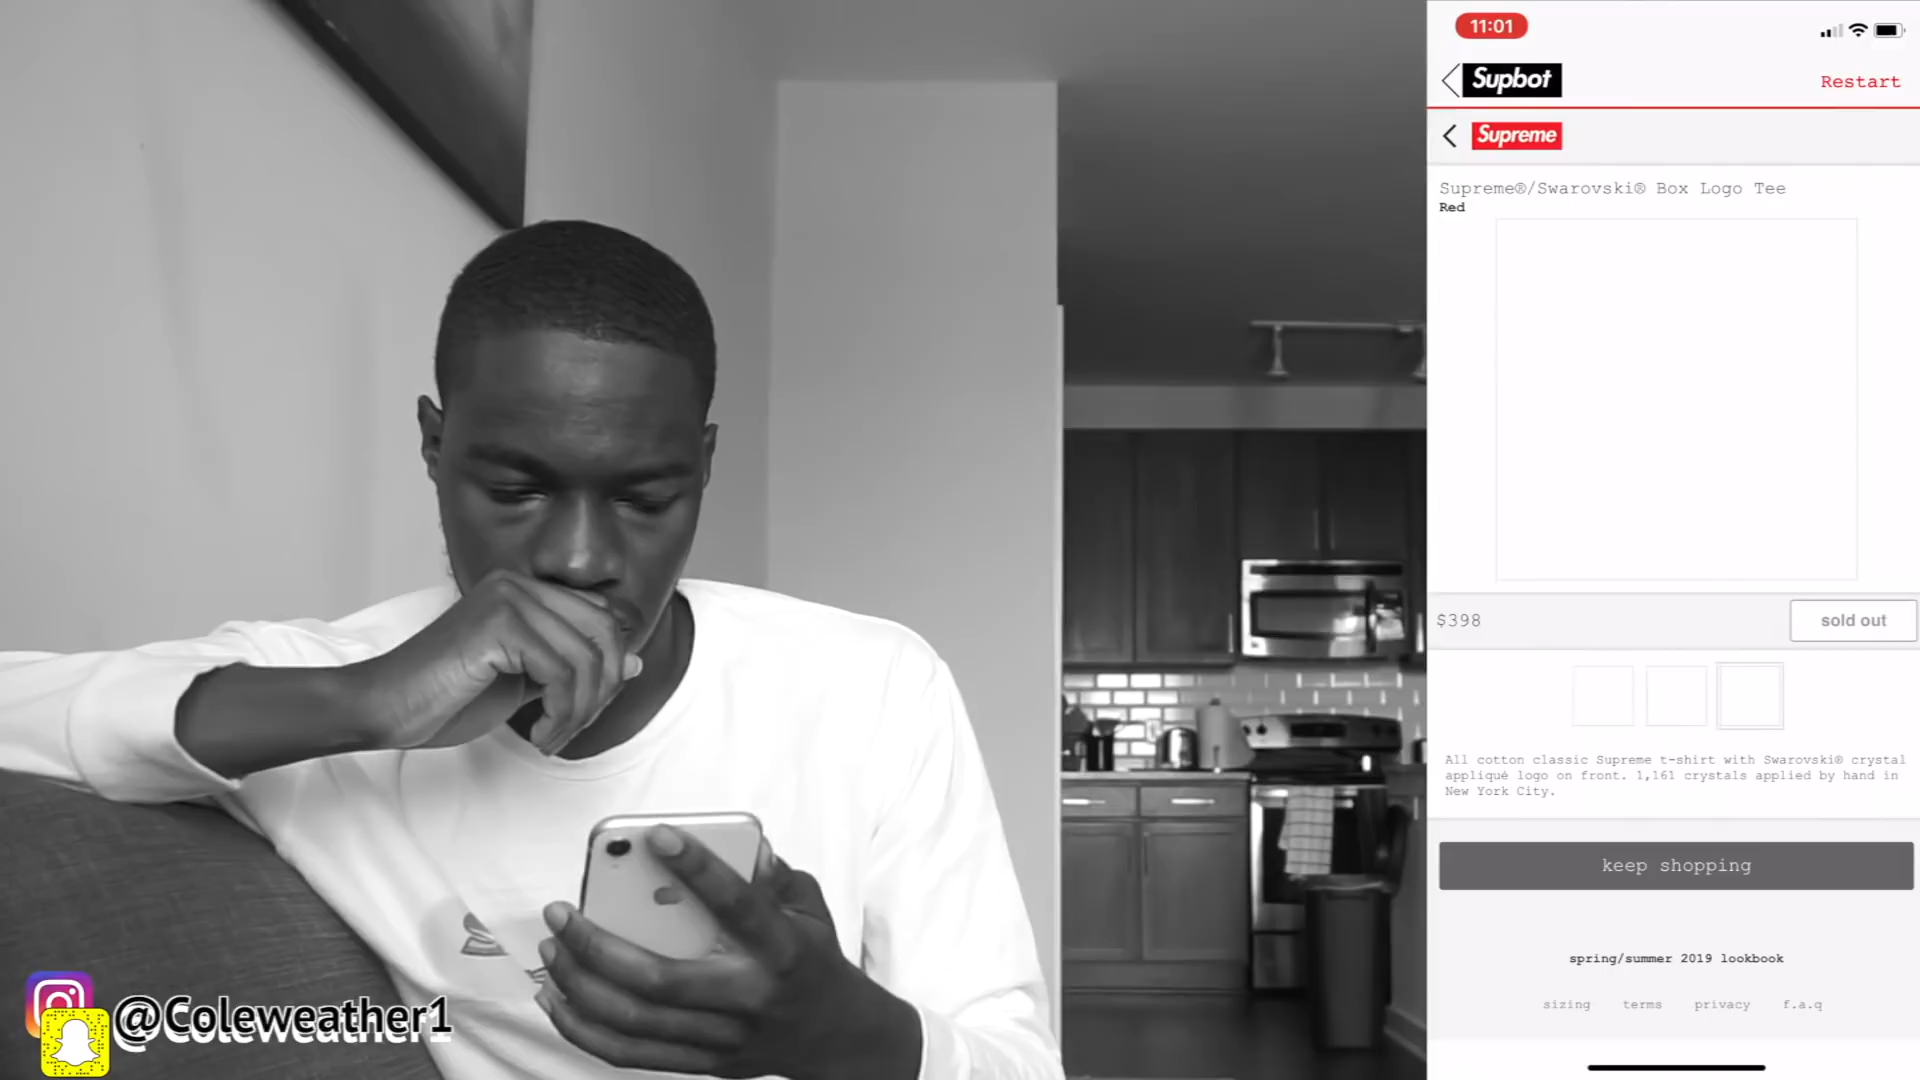 11:01
Supbot
Restart
Supreme
Supreme®/Swarovski® Box Logo Tee
Red
$398
sold out
All cotton classic Supreme t-shirt with Swarovski® crystal
appliqué logo on front. 1,161 crystals applied by hand in
New York City.
keep shopping
spring/summer 2019 lookbook
sizing terms privacy f.a.q
@Coleweather1